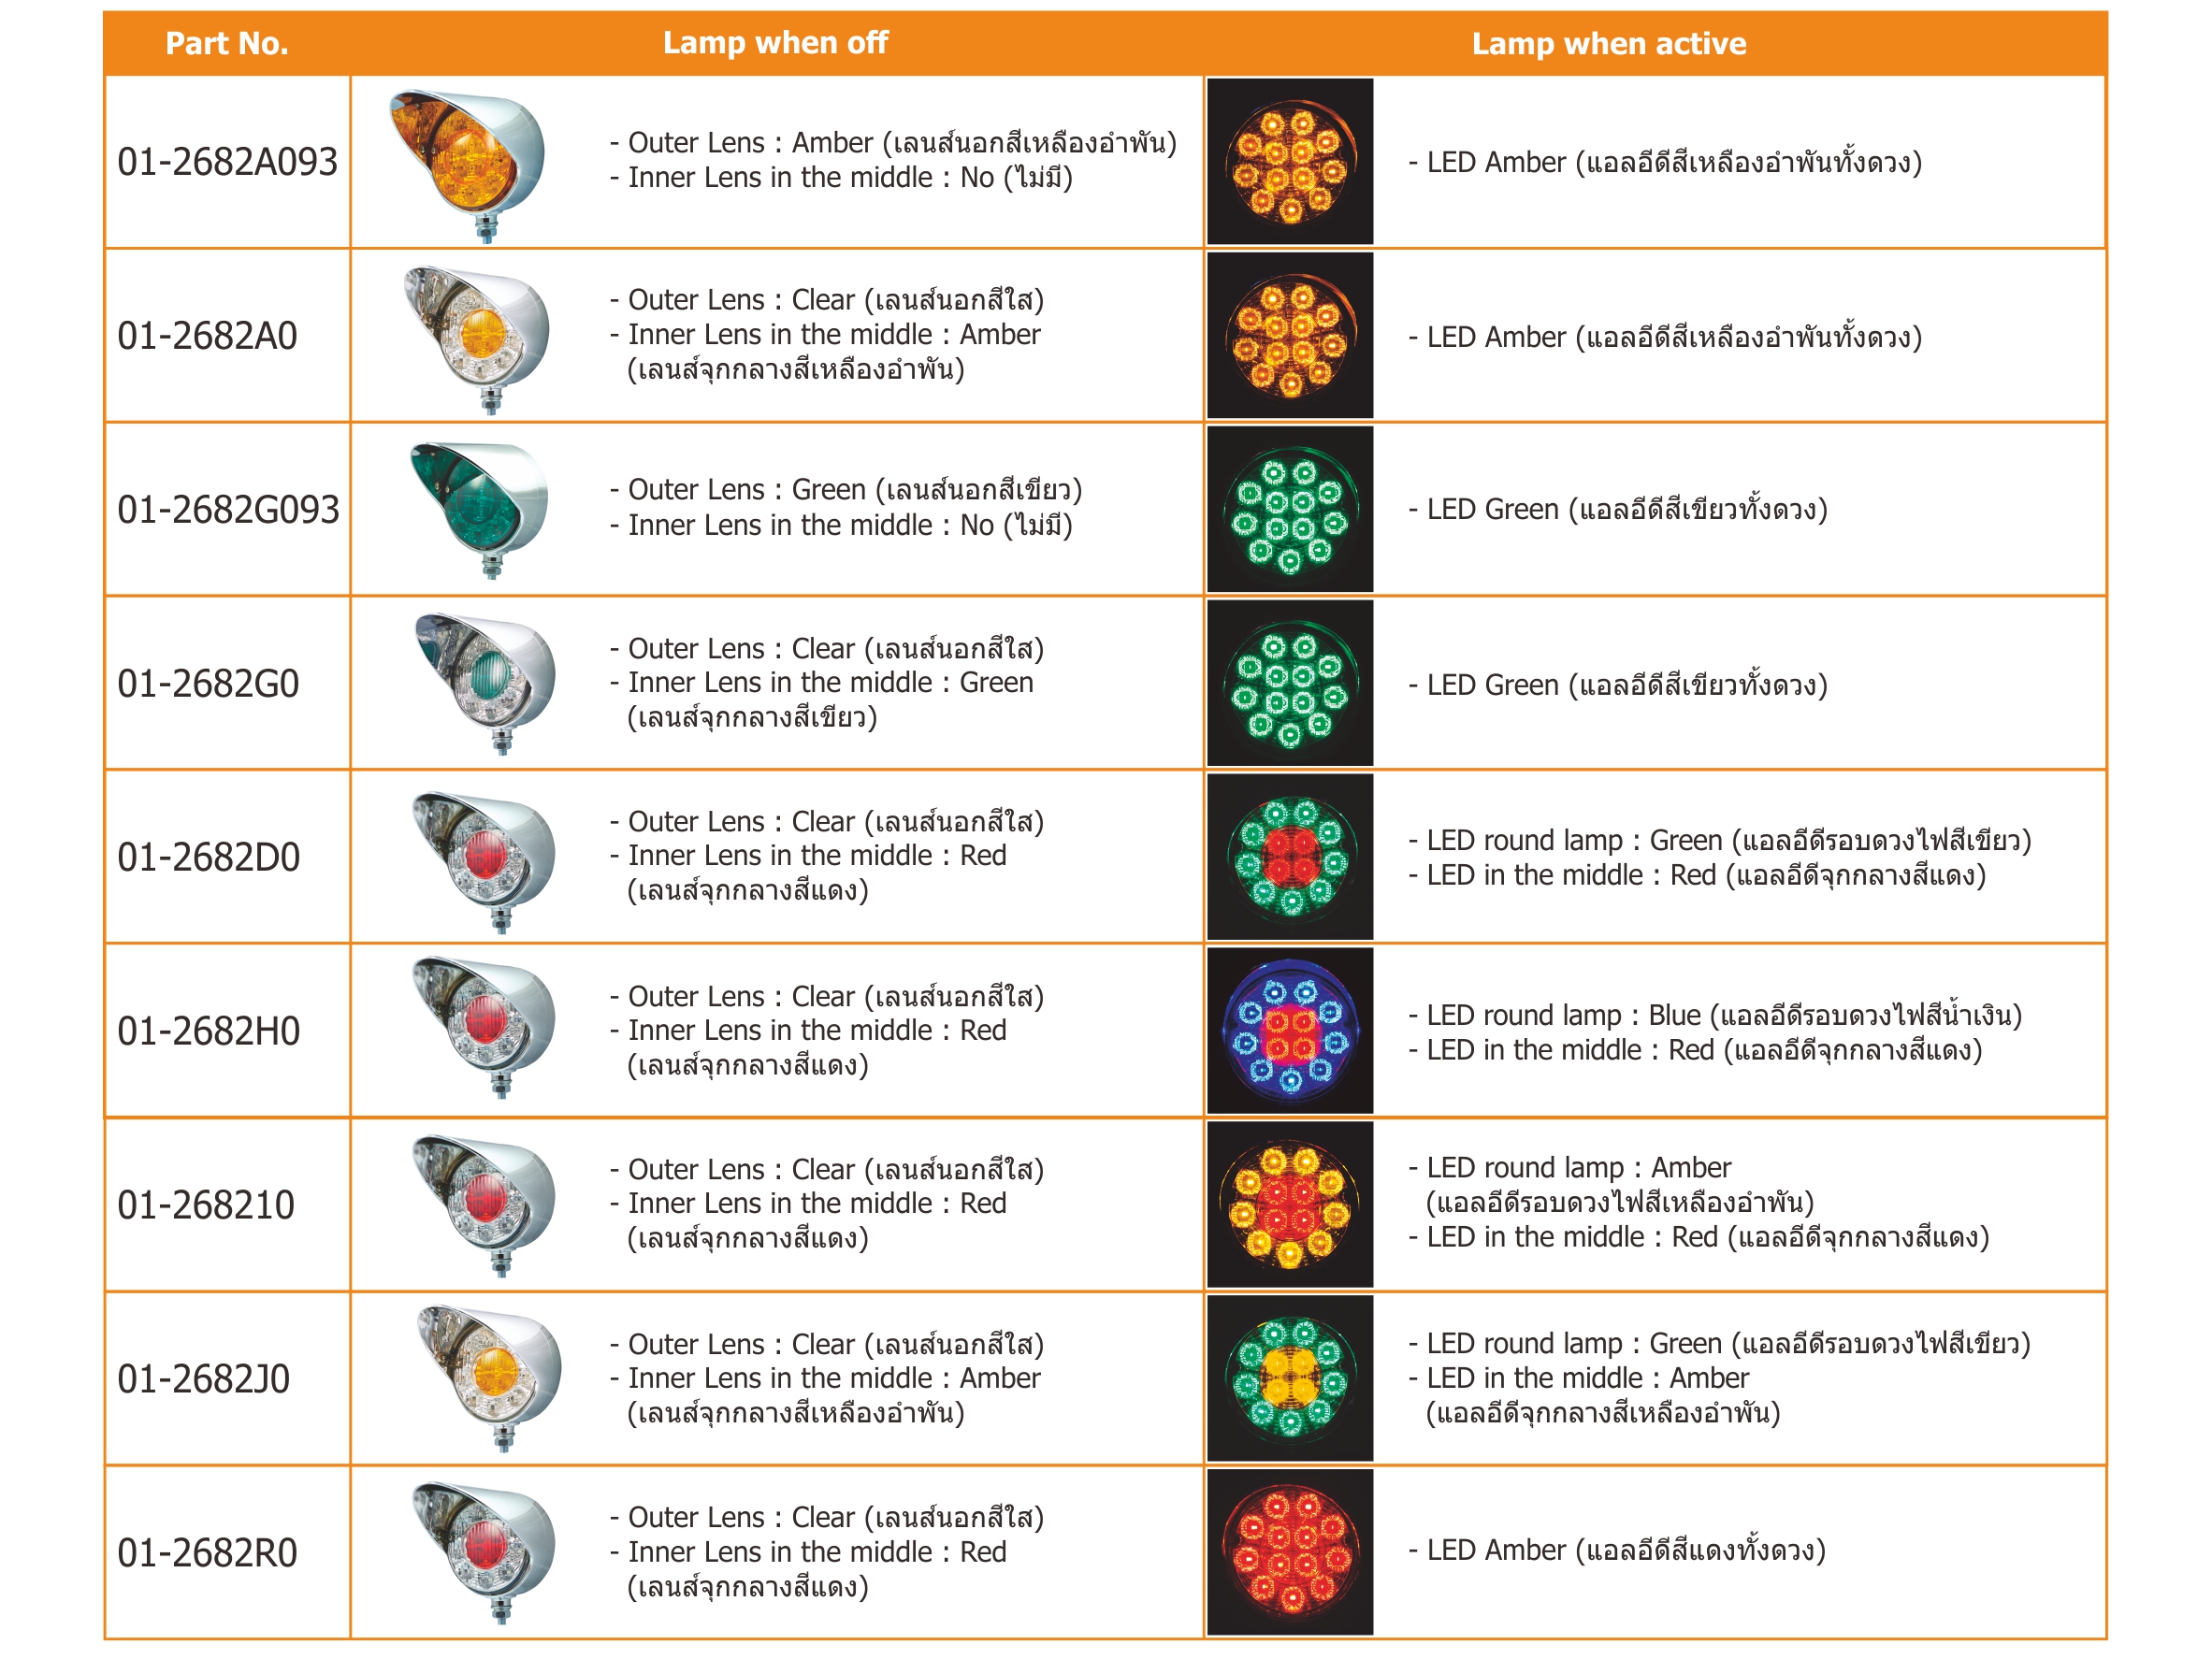 Part No.
Lamp when off
Lamp when active
01-2682A093
- Outer Lens : Amber (เลนส์นอกสีเหลืองอำพัน)
- Inner Lens in the middle : No (ไม่มี)
- LED Amber (แอลอีดีสีเหลืองอำพันทั้งดวง)
01-2682A0
- Outer Lens : Clear (เลนส์นอกสีใส)
- Inner Lens in the middle : Amber
(เลนส์จุกกลางสีเหลืองอำพัน)
- LED Amber (แอลอีดีสีเหลืองอำพันทั้งดวง)
01-2682G093
- Outer Lens : Green (เลนส์นอกสีเขียว)
- Inner Lens in the middle : No (ไม่มี)
- LED Green (แอลอีดีสีเขียวทั้งดวง)
01-2682G0
- Outer Lens : Clear (เลนส์นอกสีใส)
- Inner Lens in the middle : Green
(เลนส์จุกกลางสีเขียว)
- LED Green (แอลอีดีสีเขียวทั้งดวง)
01-2682D0
- Outer Lens : Clear (เลนส์นอกสีใส)
- Inner Lens in the middle : Red
(เลนส์จุกกลางสีแดง)
- LED round lamp : Green (แอลอีดีรอบดวงไฟสีเขียว)
- LED in the middle : Red (แอลอีดีจุกกลางสีแดง)
01-2682H0
- Outer Lens : Clear (เลนส์นอกสีใส)
- Inner Lens in the middle : Red
(เลนส์จุกกลางสีแดง)
- LED round lamp : Blue (แอลอีดีรอบดวงไฟสีน้ำเงิน)
- LED in the middle : Red (แอลอีดีจุกกลางสีแดง)
01-268210
- Outer Lens : Clear (เลนส์นอกสีใส)
- Inner Lens in the middle : Red
(เลนส์จุกกลางสีแดง)
- LED round lamp : Amber
(แอลอีดีรอบดวงไฟสีเหลืองอำพัน)
- LED in the middle : Red (แอลอีดีจุกกลางสีแดง)
01-2682J0
- Outer Lens : Clear (เลนส์นอกสีใส)
- Inner Lens in the middle : Amber
(เลนส์จุกกลางสีเหลืองอำพัน)
- LED round lamp : Green (แอลอีดีรอบดวงไฟสีเขียว)
- LED in the middle : Amber
(แอลอีดีจุกกลางสีเหลืองอำพัน)
01-2682R0
- Outer Lens : Clear (เลนส์นอกสีใส)
- Inner Lens in the middle : Red
(เลนส์จุกกลางสีแดง)
- LED Amber (แอลอีดีสีแดงทั้งดวง)